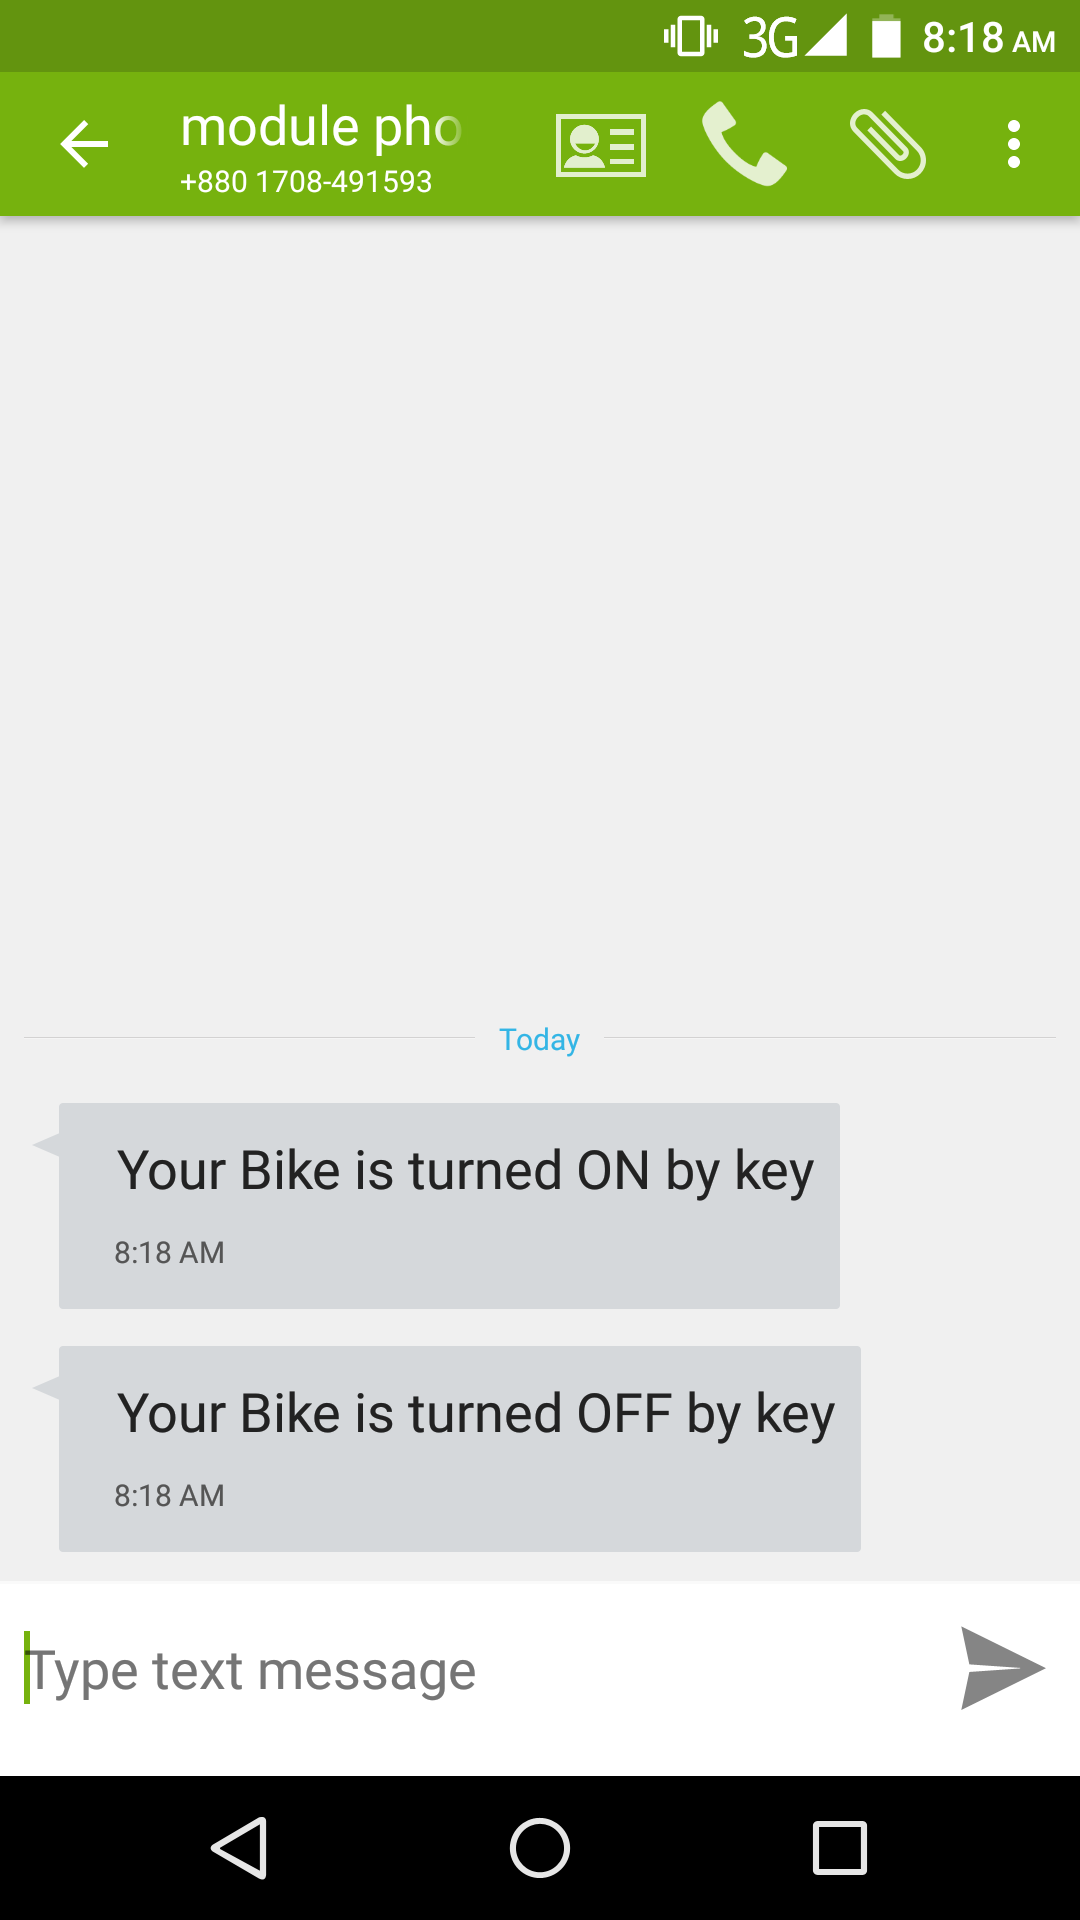 3G 8:18 AM
module pho
+880 1708-491593
Today
Your Bike is turned ON by key
8:18 AM
Your Bike is turned OFF by key
8:18 AM
Type text message